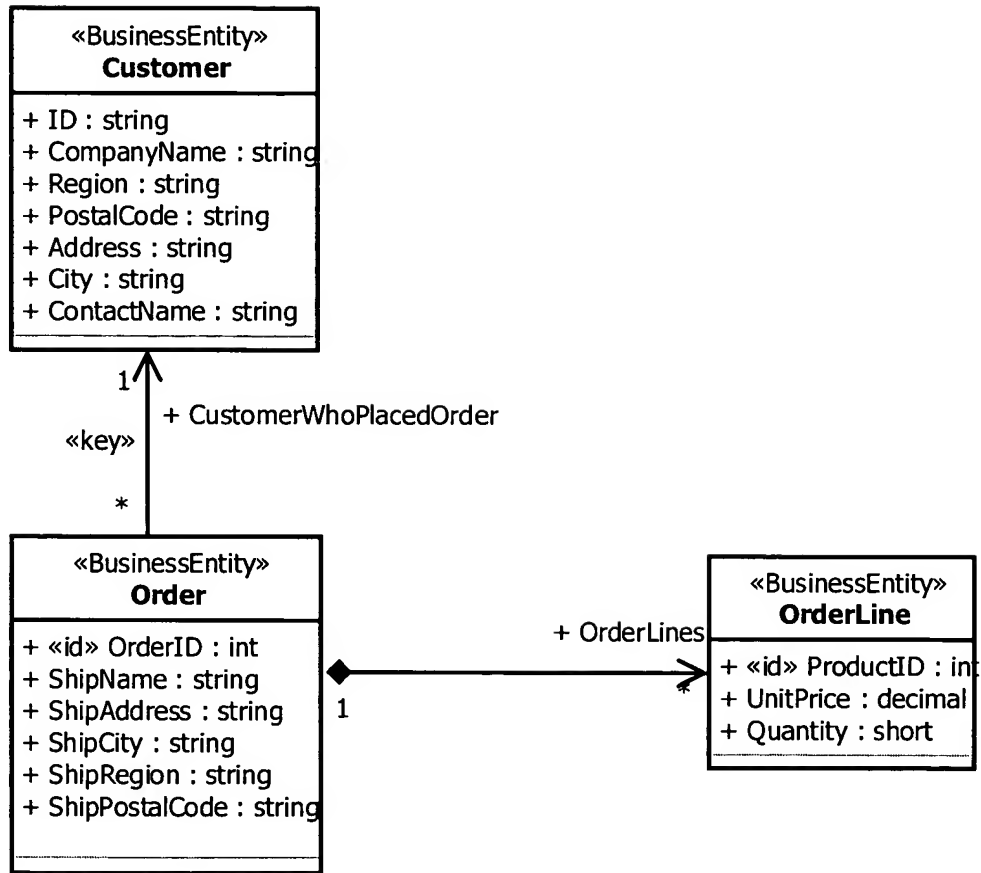 «BusinessEntity»
Customer
+ ID : string
+ CompanyName : string
+ Region : string
+ PostalCode : string
+ Address : string
+ City : string
+ ContactName : string
1
+ CustomerWhoPlacedOrder
«key»
*
«BusinessEntity»
Order
+ «id» OrderID : int
+ ShipName : string
+ ShipAddress : string
+ ShipCity : string
+ ShipRegion : string
+ ShipPostalCode : string
1
+ OrderLines
*
«BusinessEntity»
OrderLine
+ «id» ProductID : int
+ UnitPrice : decimal
+ Quantity : short